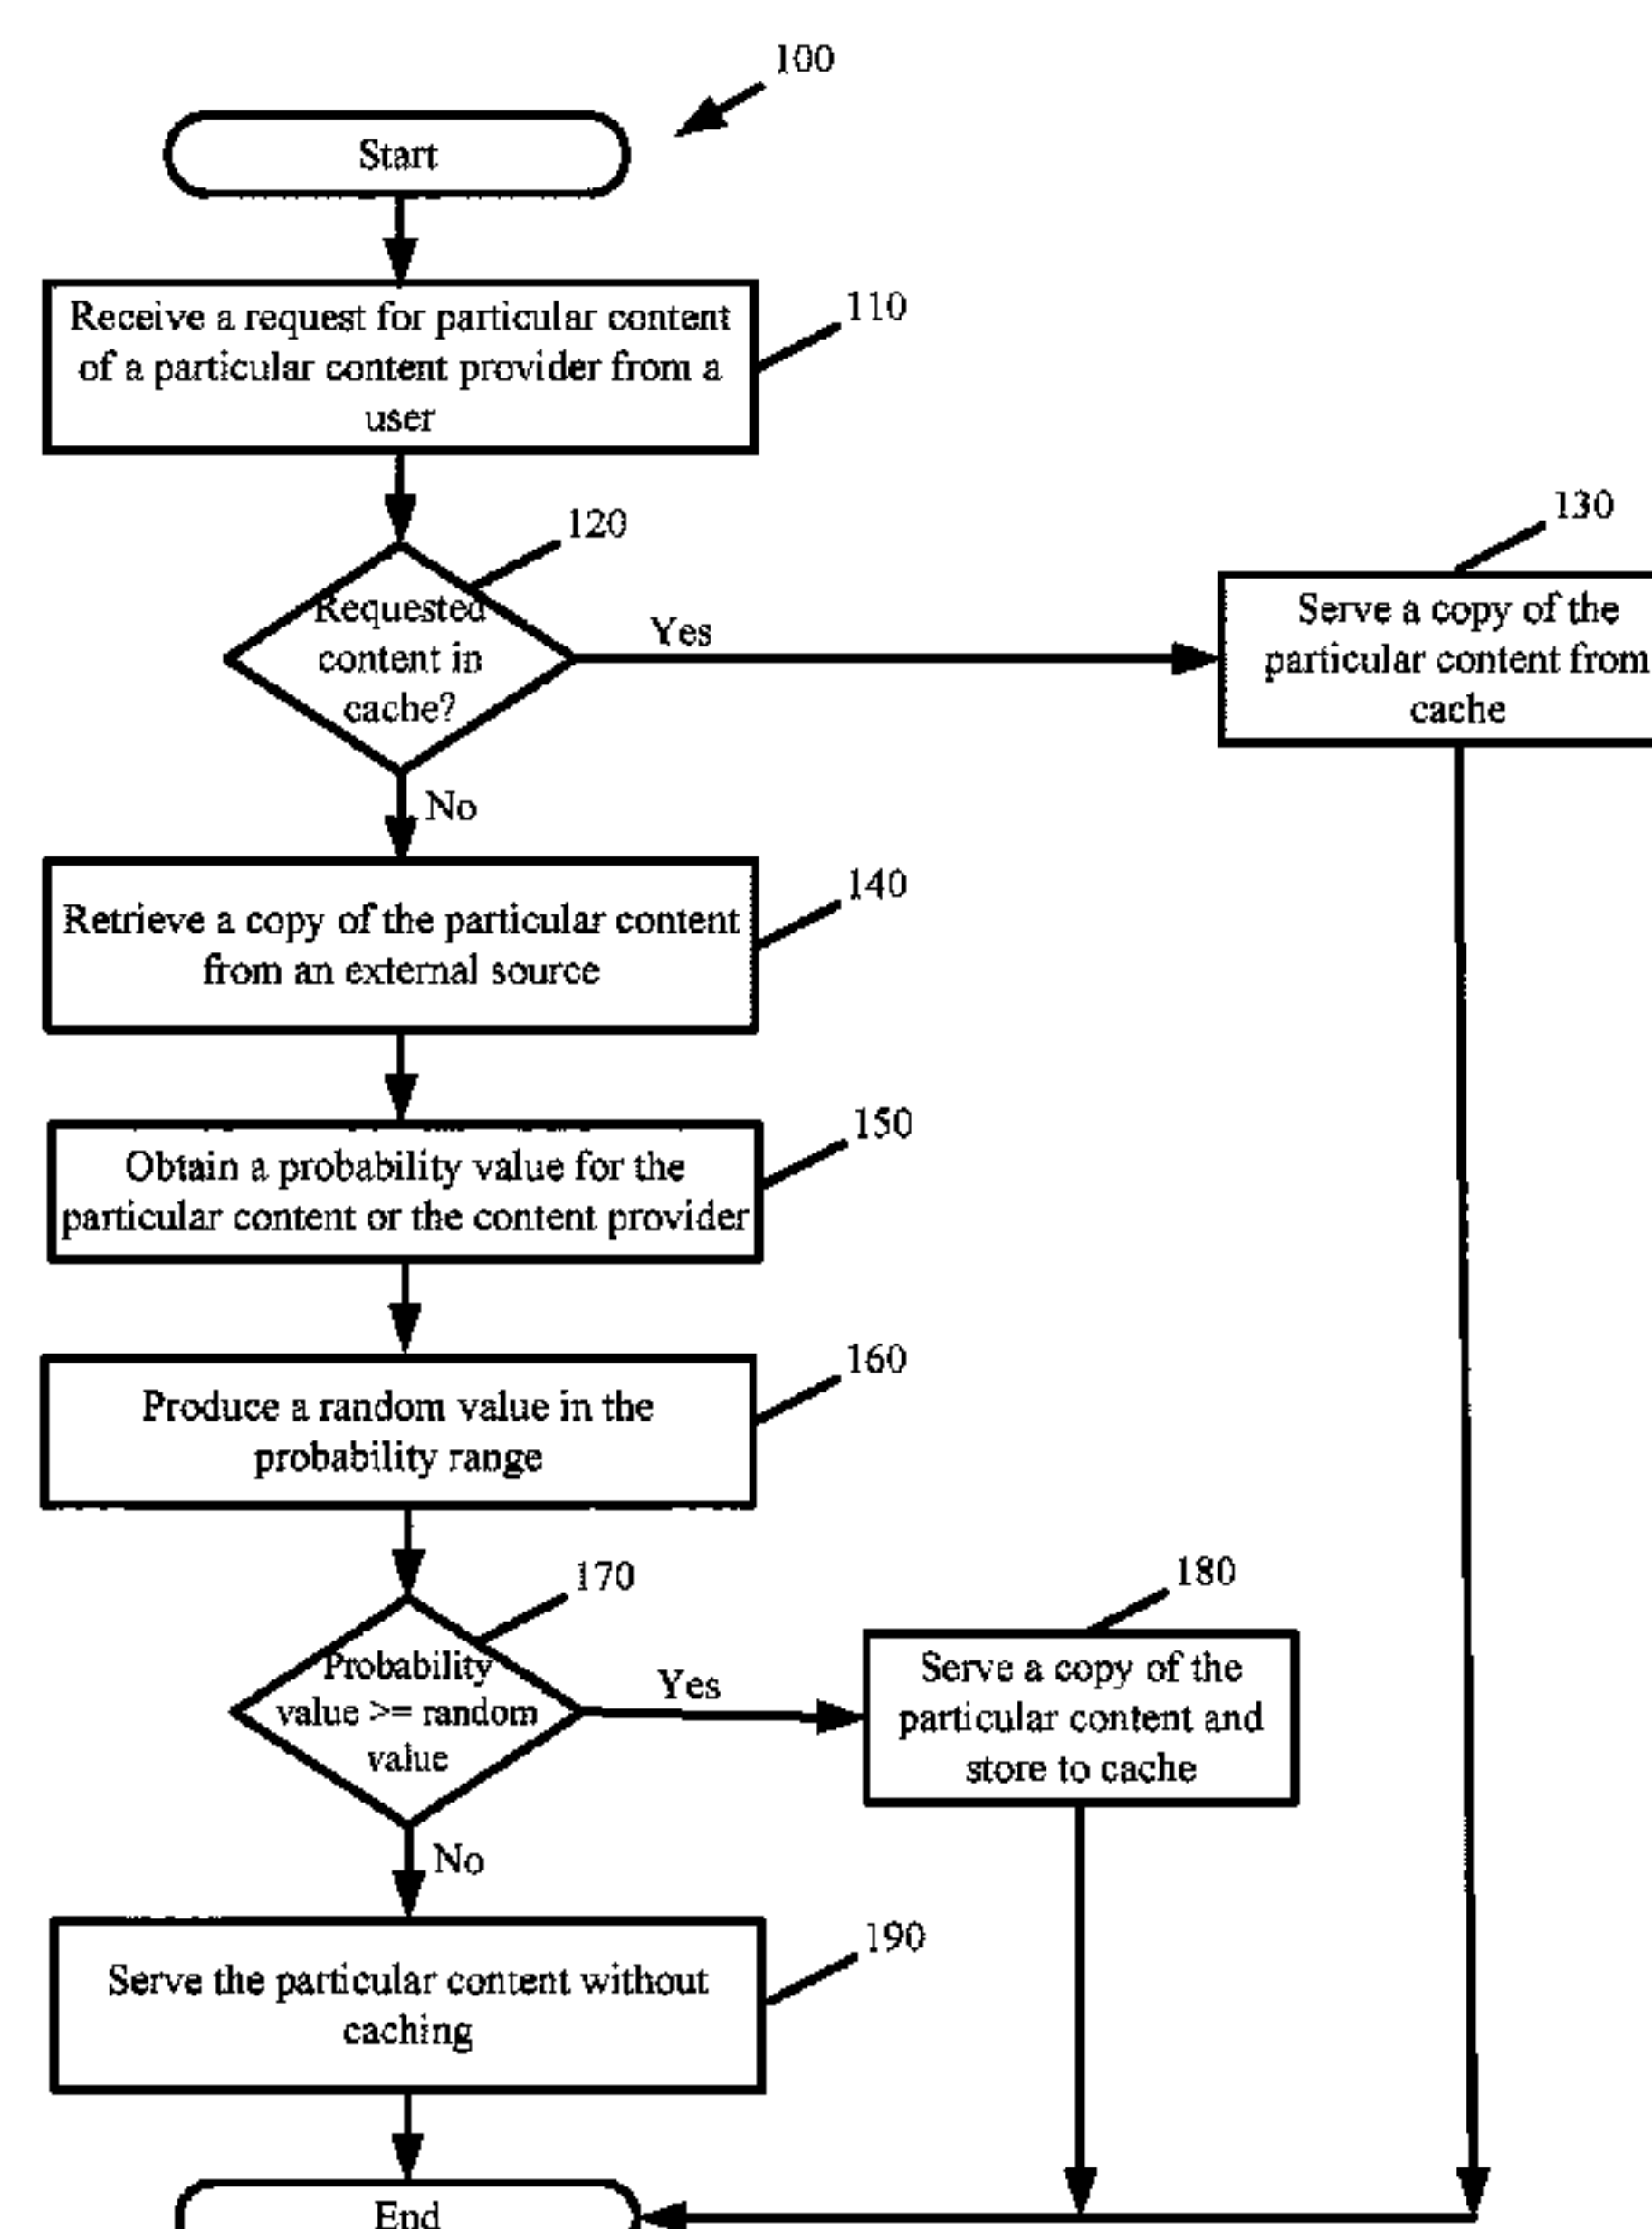 100
Start
Receive a request for particular content
of a particular content provider from a
user
110
120
Requested
content in
cache?
Yes
130
Serve a copy of the
particular content from
cache
No
Retrieve a copy of the particular content
from an external source
140
Obtain a probability value for the
particular content or the content provider
150
Produce a random value in the
probability range
160
170
Probability
value >= random
value
Yes
180
Serve a copy of the
particular content and
store to cache
No
Serve the particular content without
caching
190
End